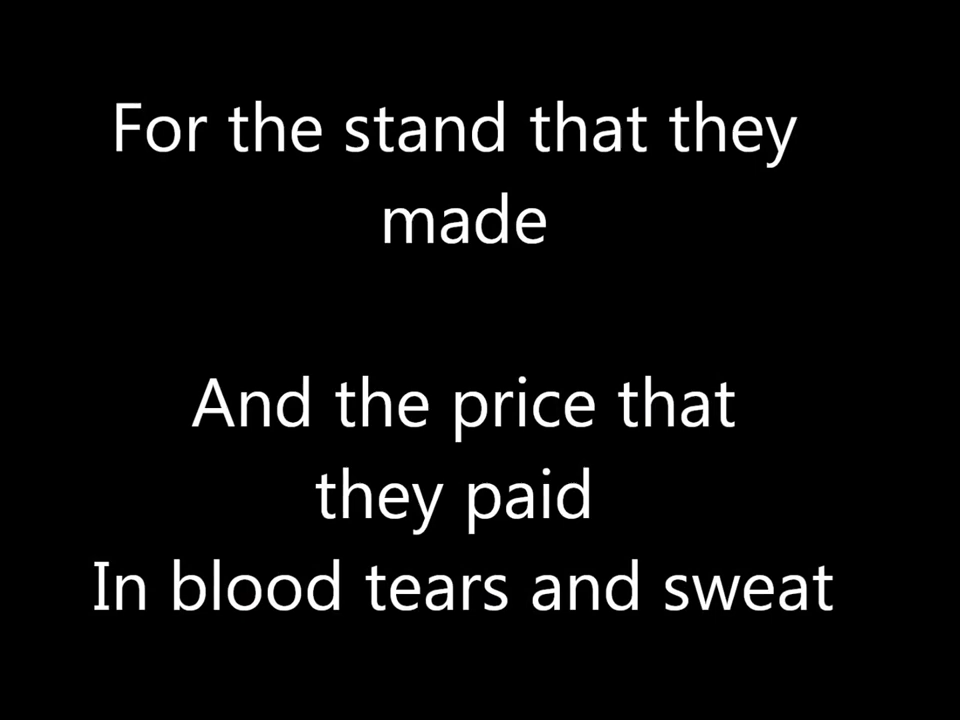 For the stand that they
made
And the price that
they paid
In blood tears and sweat